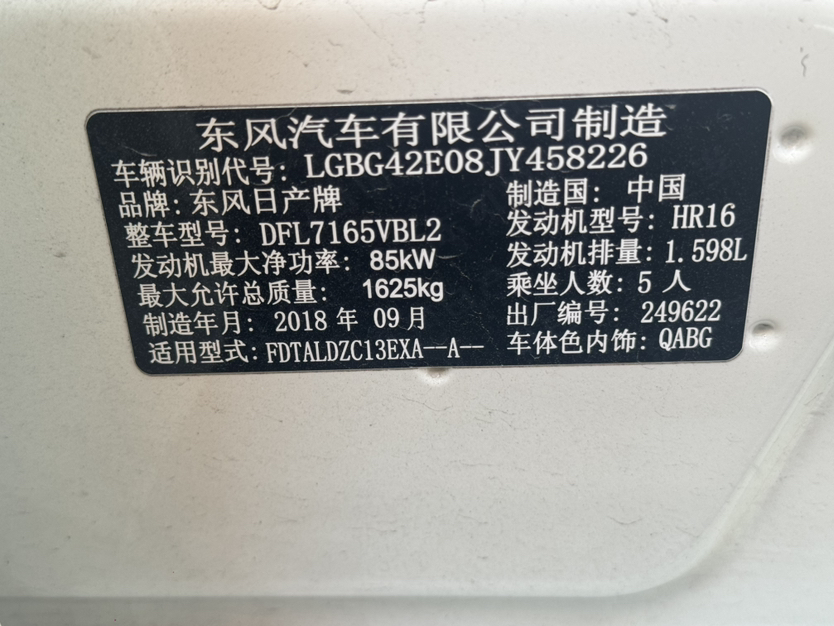 东风汽车有限公司制造
车辆识别代号: LGBG42E08JY458226
品牌: 东风日产牌 制造国: 中国
整车型号: DFL7165VBL2 发动机型号: HR16
发动机最大净功率: 85kW 发动机排量: 1.598L
最大允许总质量: 1625kg 乘坐人数: 5 人
制造年月: 2018 年 09 月 出厂编号: 249622
适用型式: FDTALDZC13EXA--A-- 车体色内饰: QABG